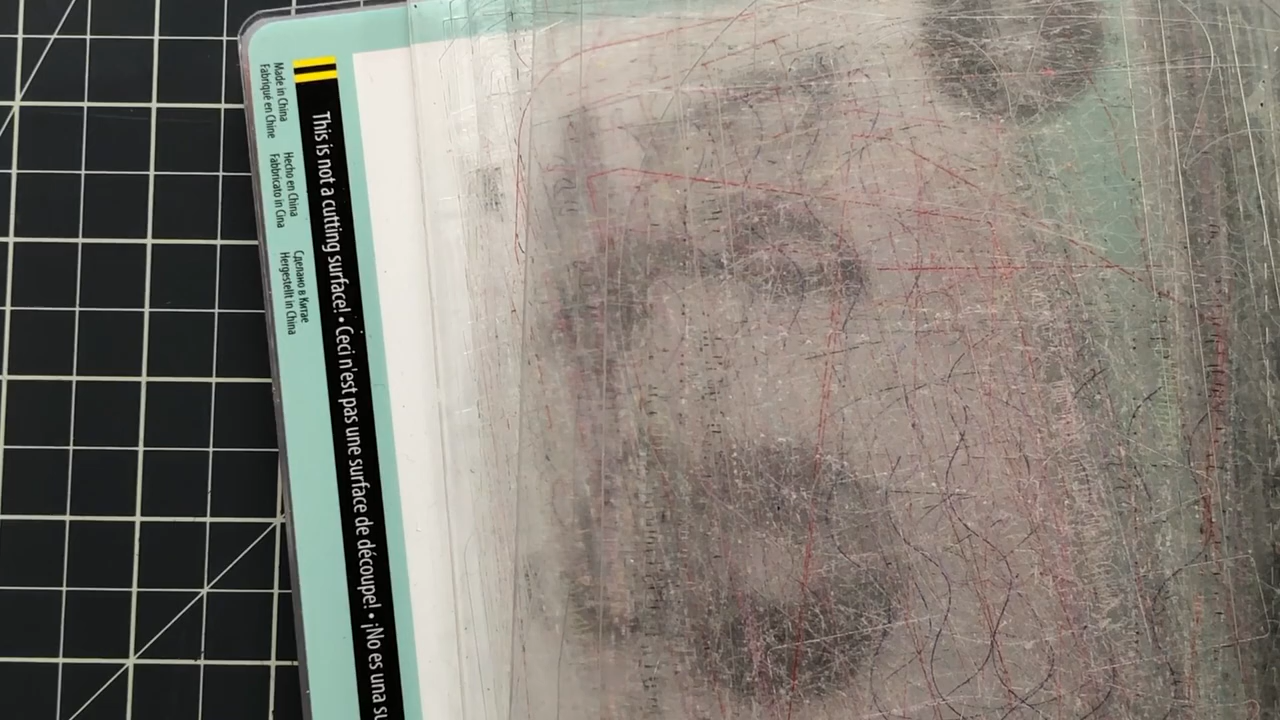 Made in China
Fabriqué en Chine
Hecho en China
Fabbricato in Cina
Сделано в Китае
Hergestellt in China
This is not a cutting surface! • Ceci n'est pas une surface de découpe! • ¡No es una